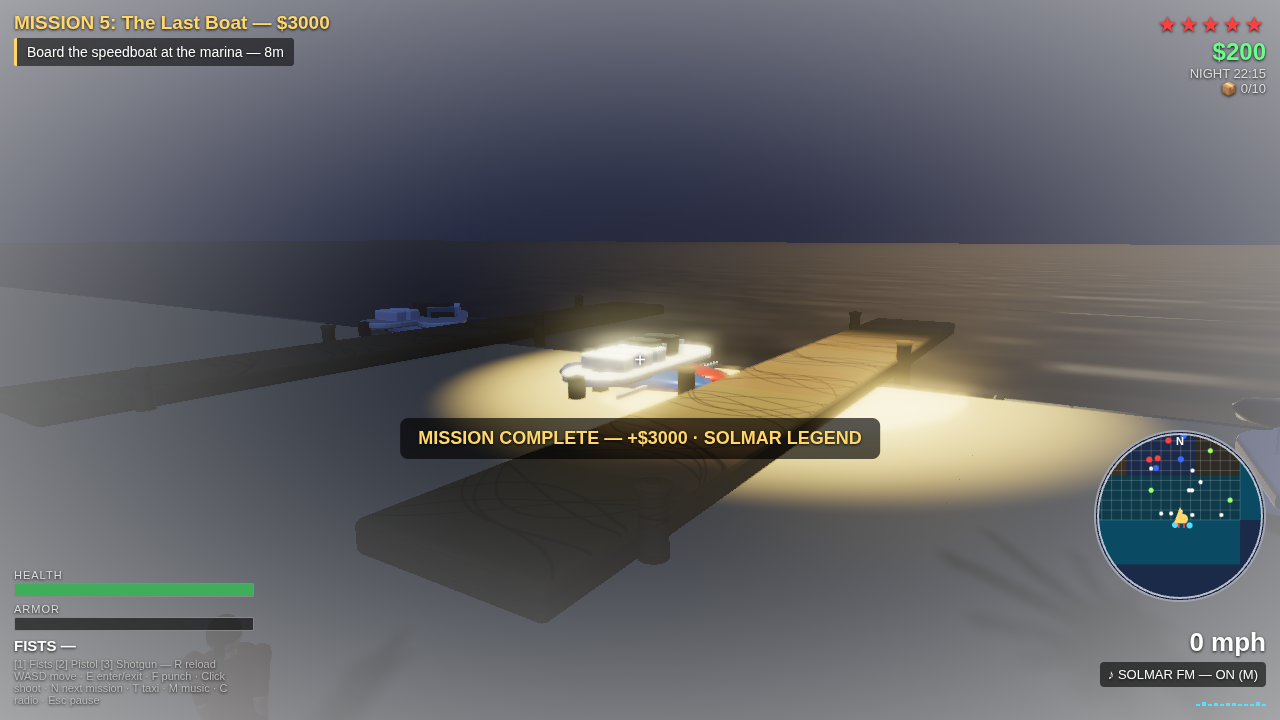 MISSION 5: The Last Boat — $3000
Board the speedboat at the marina — 8m
★★★★★
$200
NIGHT 22:15
📦 0/10
MISSION COMPLETE — +$3000 · SOLMAR LEGEND
N
HEALTH
ARMOR
FISTS —
[1] Fists [2] Pistol [3] Shotgun — R reload
WASD move · E enter/exit · F punch · Click
shoot · N next mission · T taxi · M music · C
radio · Esc pause
0 mph
♪ SOLMAR FM — ON (M)